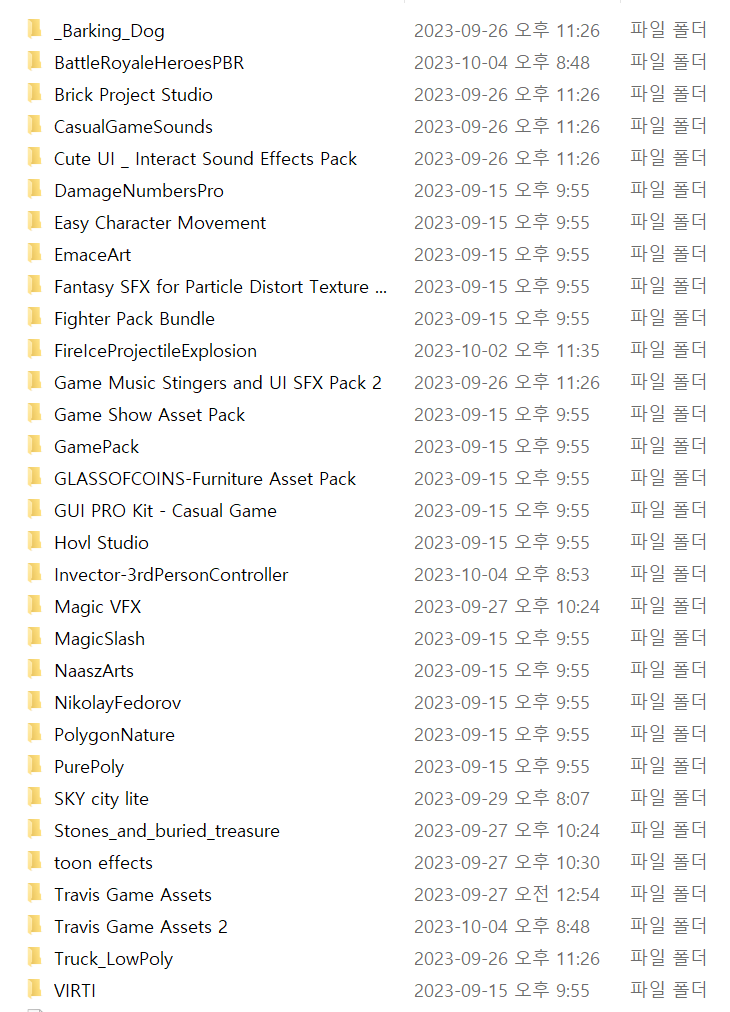 _Barking_Dog 2023-09-26 오후 11:26 파일 폴더
BattleRoyaleHeroesPBR 2023-10-04 오후 8:48 파일 폴더
Brick Project Studio 2023-09-26 오후 11:26 파일 폴더
CasualGameSounds 2023-09-26 오후 11:26 파일 폴더
Cute UI _ Interact Sound Effects Pack 2023-09-26 오후 11:26 파일 폴더
DamageNumbersPro 2023-09-15 오후 9:55 파일 폴더
Easy Character Movement 2023-09-15 오후 9:55 파일 폴더
EmaceArt 2023-09-15 오후 9:55 파일 폴더
Fantasy SFX for Particle Distort Texture ... 2023-09-15 오후 9:55 파일 폴더
Fighter Pack Bundle 2023-09-15 오후 9:55 파일 폴더
FireIceProjectileExplosion 2023-10-02 오후 11:35 파일 폴더
Game Music Stingers and UI SFX Pack 2 2023-09-26 오후 11:26 파일 폴더
Game Show Asset Pack 2023-09-15 오후 9:55 파일 폴더
GamePack 2023-09-15 오후 9:55 파일 폴더
GLASSOFCOINS-Furniture Asset Pack 2023-09-15 오후 9:55 파일 폴더
GUI PRO Kit - Casual Game 2023-09-15 오후 9:55 파일 폴더
Hovl Studio 2023-09-15 오후 9:55 파일 폴더
Invector-3rdPersonController 2023-10-04 오후 8:53 파일 폴더
Magic VFX 2023-09-27 오후 10:24 파일 폴더
MagicSlash 2023-09-15 오후 9:55 파일 폴더
NaaszArts 2023-09-15 오후 9:55 파일 폴더
NikolayFedorov 2023-09-15 오후 9:55 파일 폴더
PolygonNature 2023-09-15 오후 9:55 파일 폴더
PurePoly 2023-09-15 오후 9:55 파일 폴더
SKY city lite 2023-09-29 오후 8:07 파일 폴더
Stones_and_buried_treasure 2023-09-27 오후 10:24 파일 폴더
toon effects 2023-09-27 오후 10:30 파일 폴더
Travis Game Assets 2023-09-27 오전 12:54 파일 폴더
Travis Game Assets 2 2023-10-04 오후 8:48 파일 폴더
Truck_LowPoly 2023-09-26 오후 11:26 파일 폴더
VIRTI 2023-09-15 오후 9:55 파일 폴더